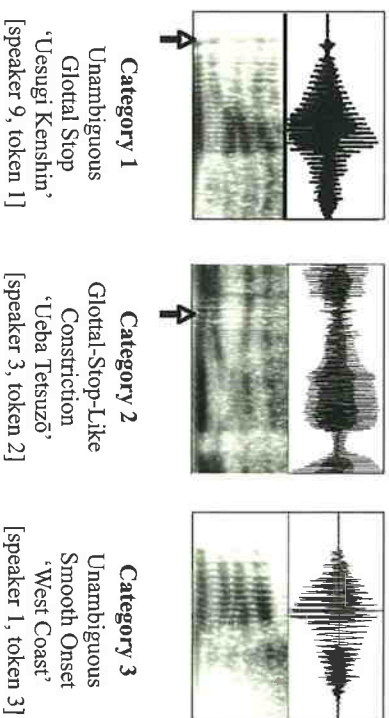 Category 1
Unambiguous
Glottal Stop
‘Uesugi Kenshin’
[speaker 9, token 1]
Category 2
Glottal-Stop-Like
Constriction
‘Ueba Tetsuzō’
[speaker 3, token 2]
Category 3
Unambiguous
Smooth Onset
‘West Coast’
[speaker 1, token 3]